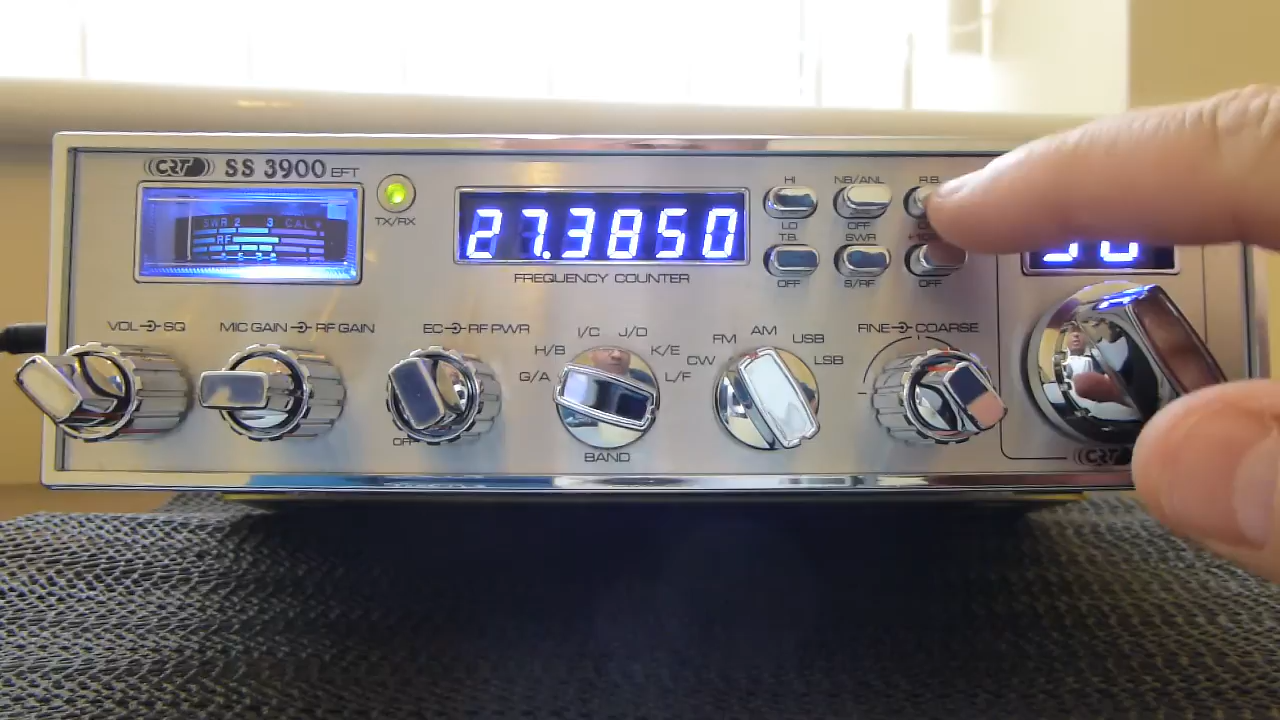 CRT SS 3900 EFT
SWR 2 3 CAL
RF
TX/RX
27.3850
FREQUENCY COUNTER
HI NB/ANL R.B.
LO OFF
T.B. SWR
OFF S/RF OFF
VOL SQ MIC GAIN RF GAIN EC RF PWR
OFF
G/A H/B I/C J/D K/E L/F
BAND
CW FM AM USB LSB
FINE COARSE
CRT